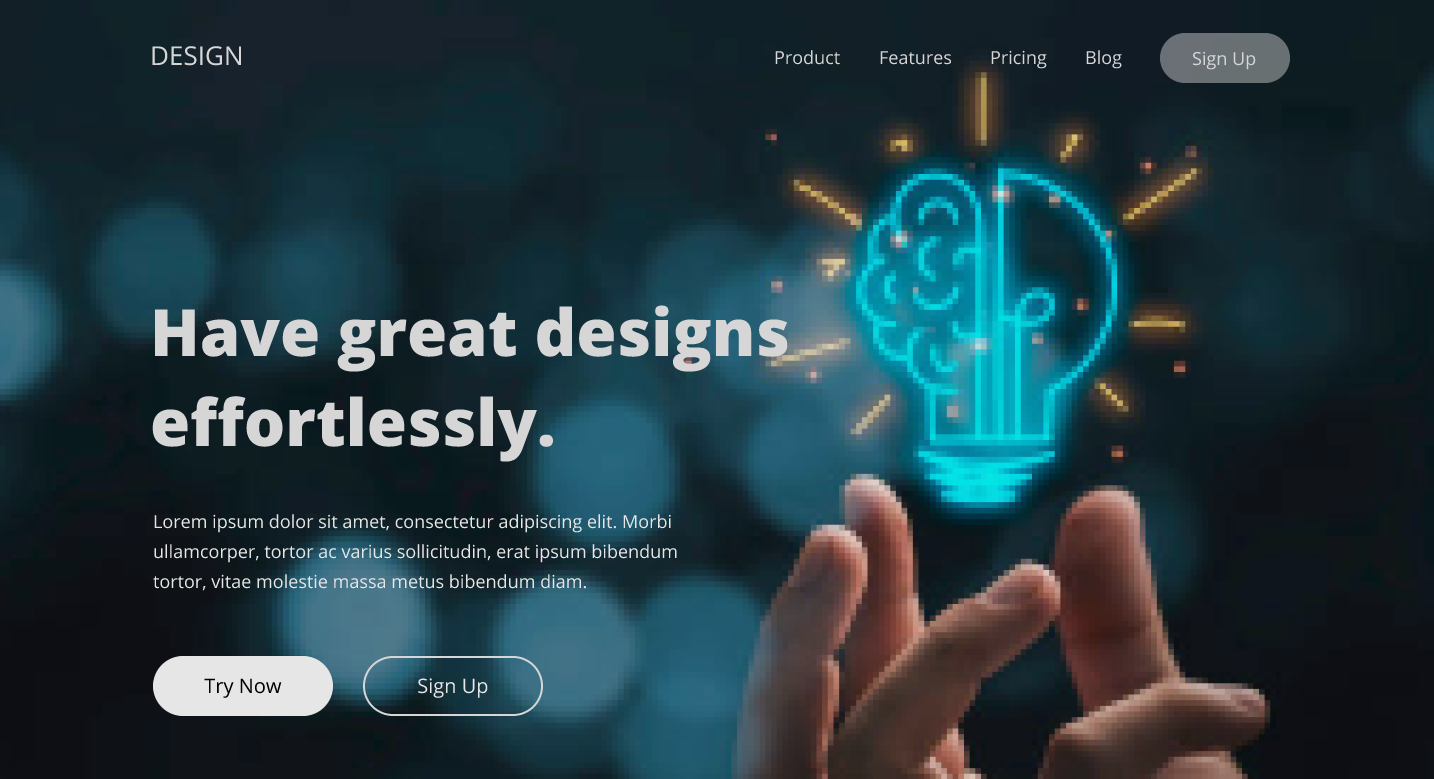 DESIGN
Product Features Pricing Blog Sign Up
Have great designs
effortlessly.
Lorem ipsum dolor sit amet, consectetur adipiscing elit. Morbi
ullamcorper, tortor ac varius sollicitudin, erat ipsum bibendum
tortor, vitae molestie massa metus bibendum diam.
Try Now Sign Up